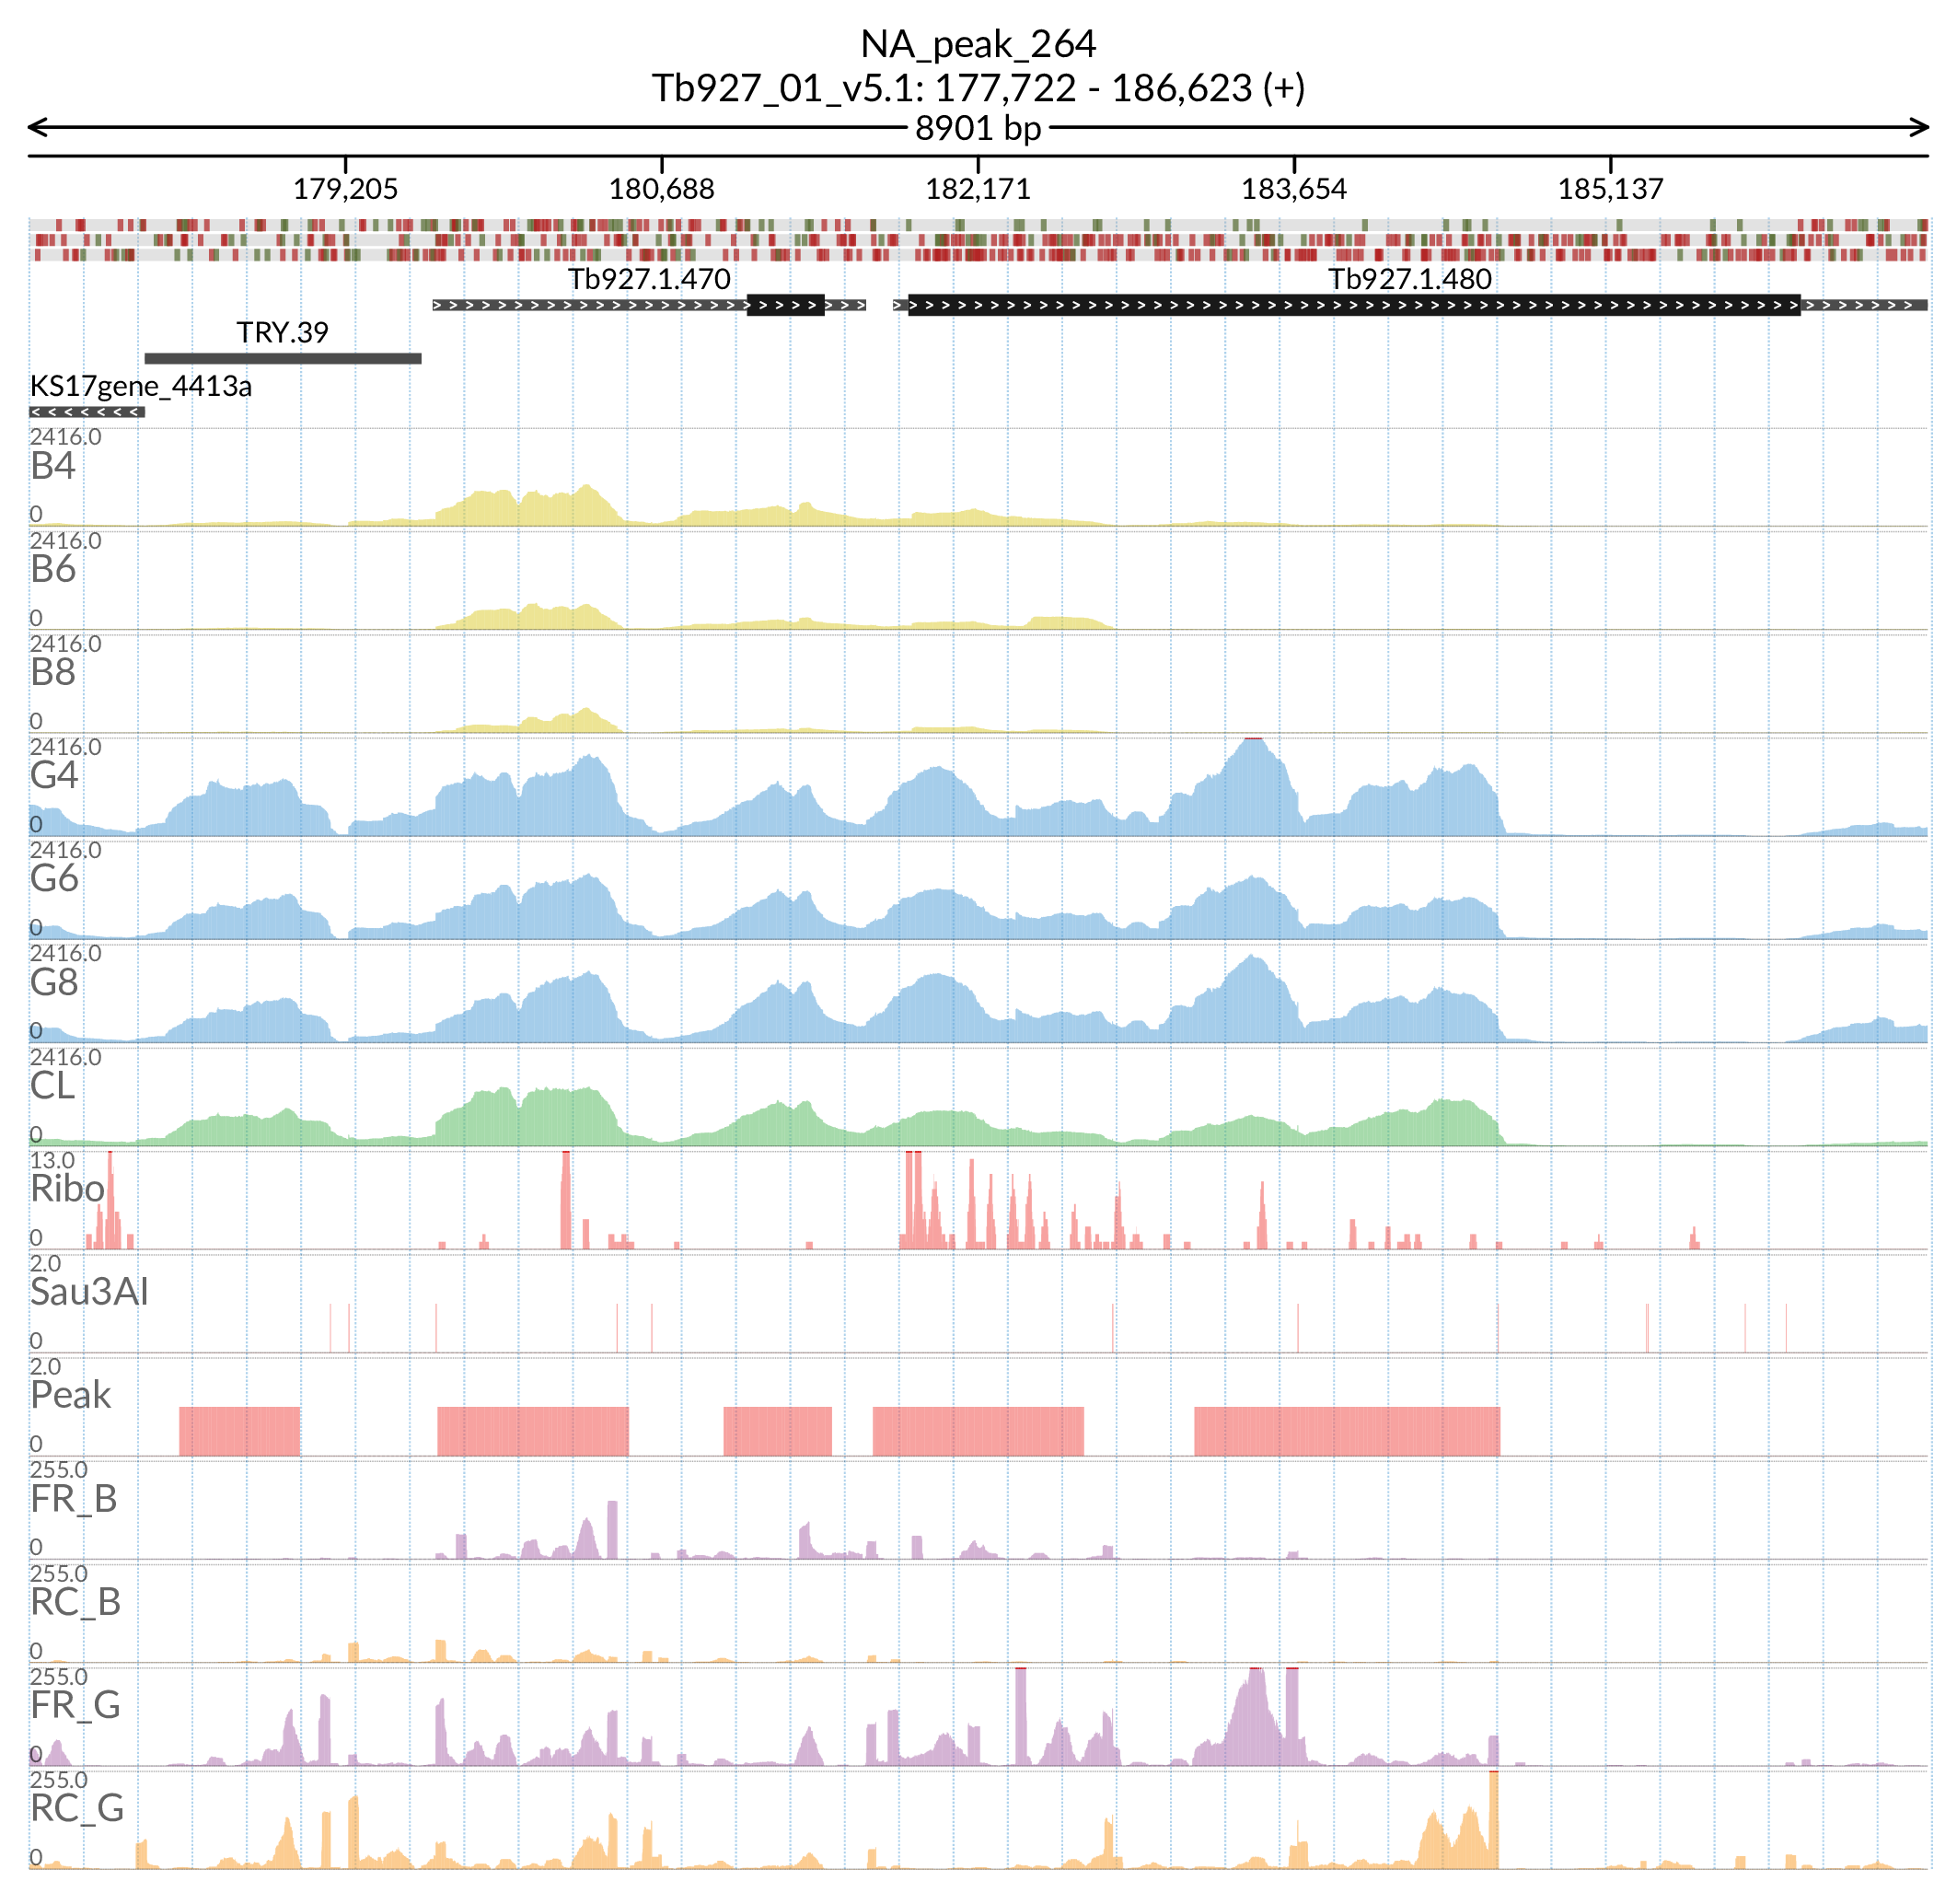 NA_peak_264
Tb927_01_v5.1: 177,722 - 186,623 (+)
8901 bp
179,205 180,688 182,171 183,654 185,137
Tb927.1.470 Tb927.1.480
TRY.39
KS17gene_4413a
2416.0
B4
0
2416.0
B6
0
2416.0
B8
0
2416.0
G4
0
2416.0
G6
0
2416.0
G8
0
2416.0
CL
0
13.0
Ribo
0
2.0
Sau3AI
0
2.0
Peak
0
255.0
FR_B
0
255.0
RC_B
0
255.0
FR_G
0
255.0
RC_G
0